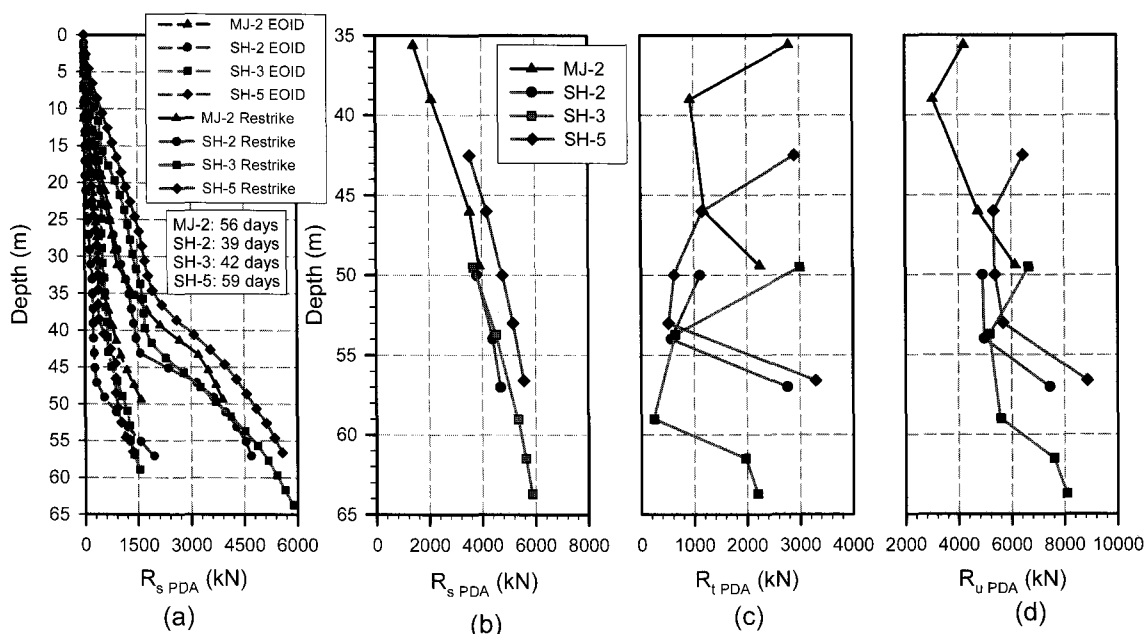 MJ-2 EOID
SH-2 EOID
SH-3 EOID
SH-5 EOID
MJ-2 Restrike
SH-2 Restrike
SH-3 Restrike
SH-5 Restrike
MJ-2: 56 days
SH-2: 39 days
SH-3: 42 days
SH-5: 59 days
Depth (m)
0
5
10
15
20
25
30
35
40
45
50
55
60
65
0 1500 3000 4500 6000
R_s PDA (kN)
(a)
MJ-2
SH-2
SH-3
SH-5
Depth (m)
35
40
45
50
55
60
65
0 2000 4000 6000 8000
R_s PDA (kN)
(b)
0 1000 2000 3000 4000
R_t PDA (kN)
(c)
2000 4000 6000 8000 10000
R_u PDA (kN)
(d)